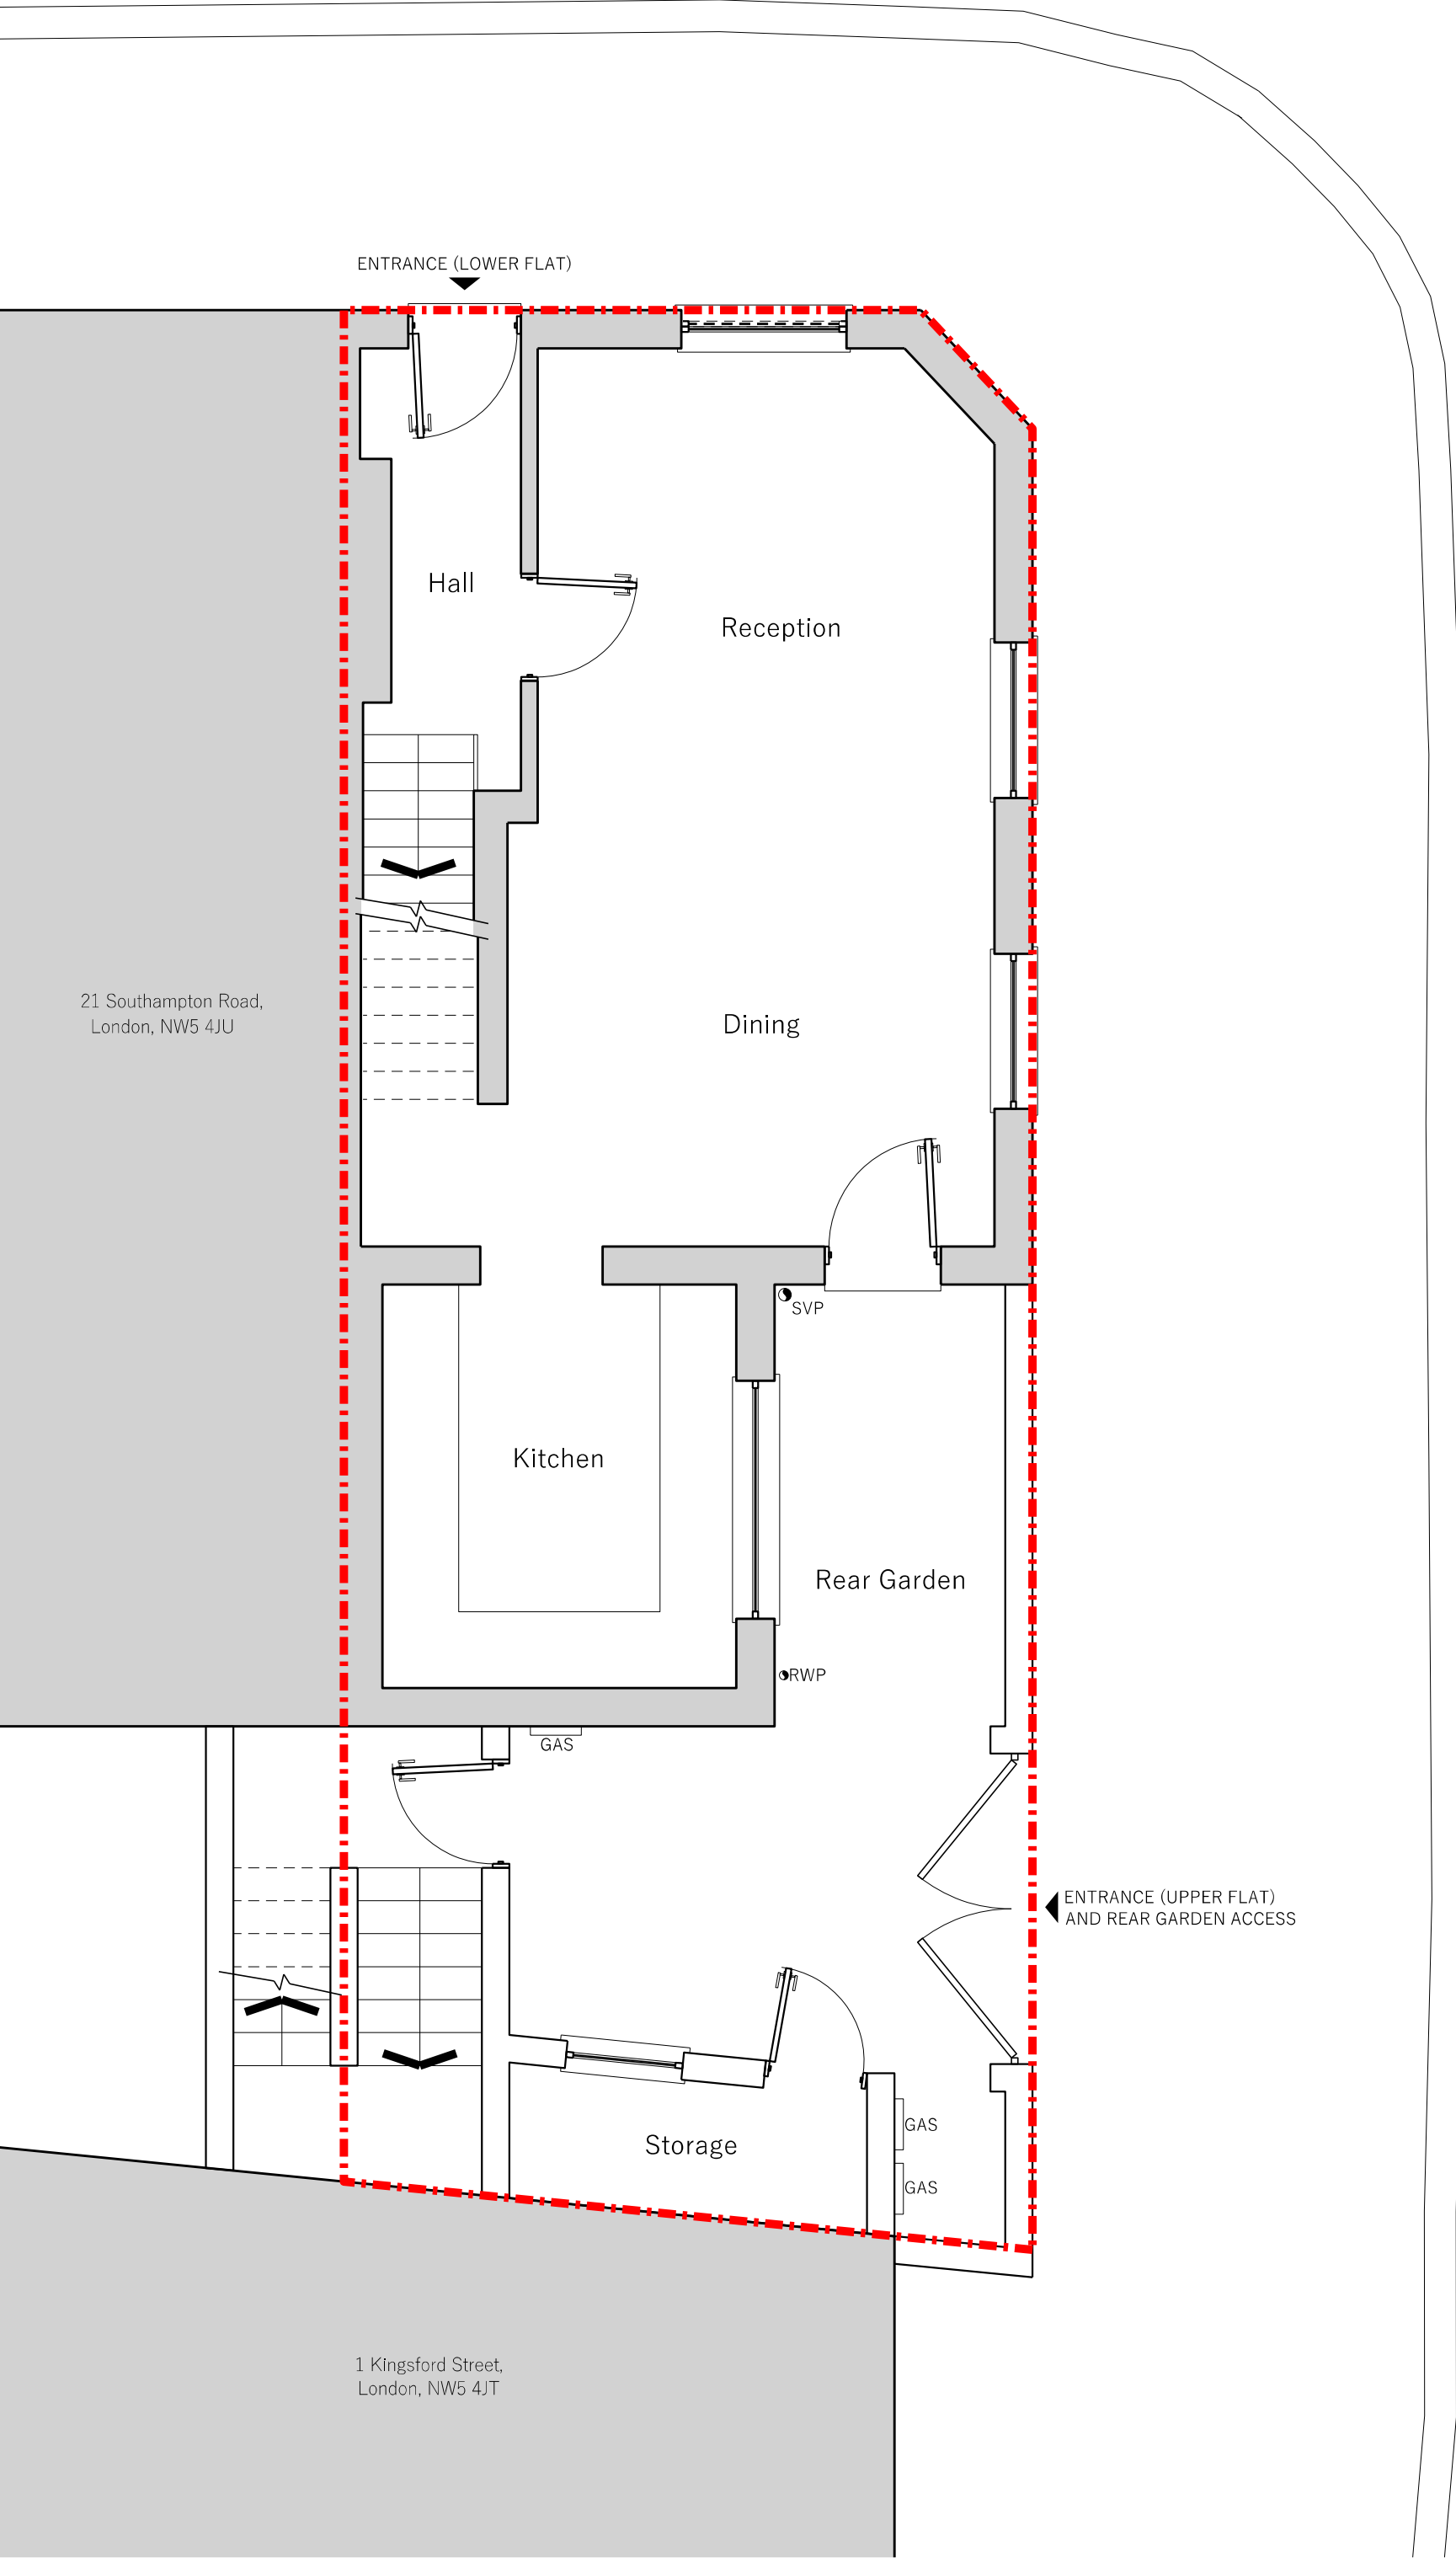 ENTRANCE (LOWER FLAT)
Hall
Reception
21 Southampton Road,
London, NW5 4JU
Dining
SVP
Kitchen
Rear Garden
RWP
GAS
ENTRANCE (UPPER FLAT)
AND REAR GARDEN ACCESS
GAS
Storage
GAS
1 Kingsford Street,
London, NW5 4JT